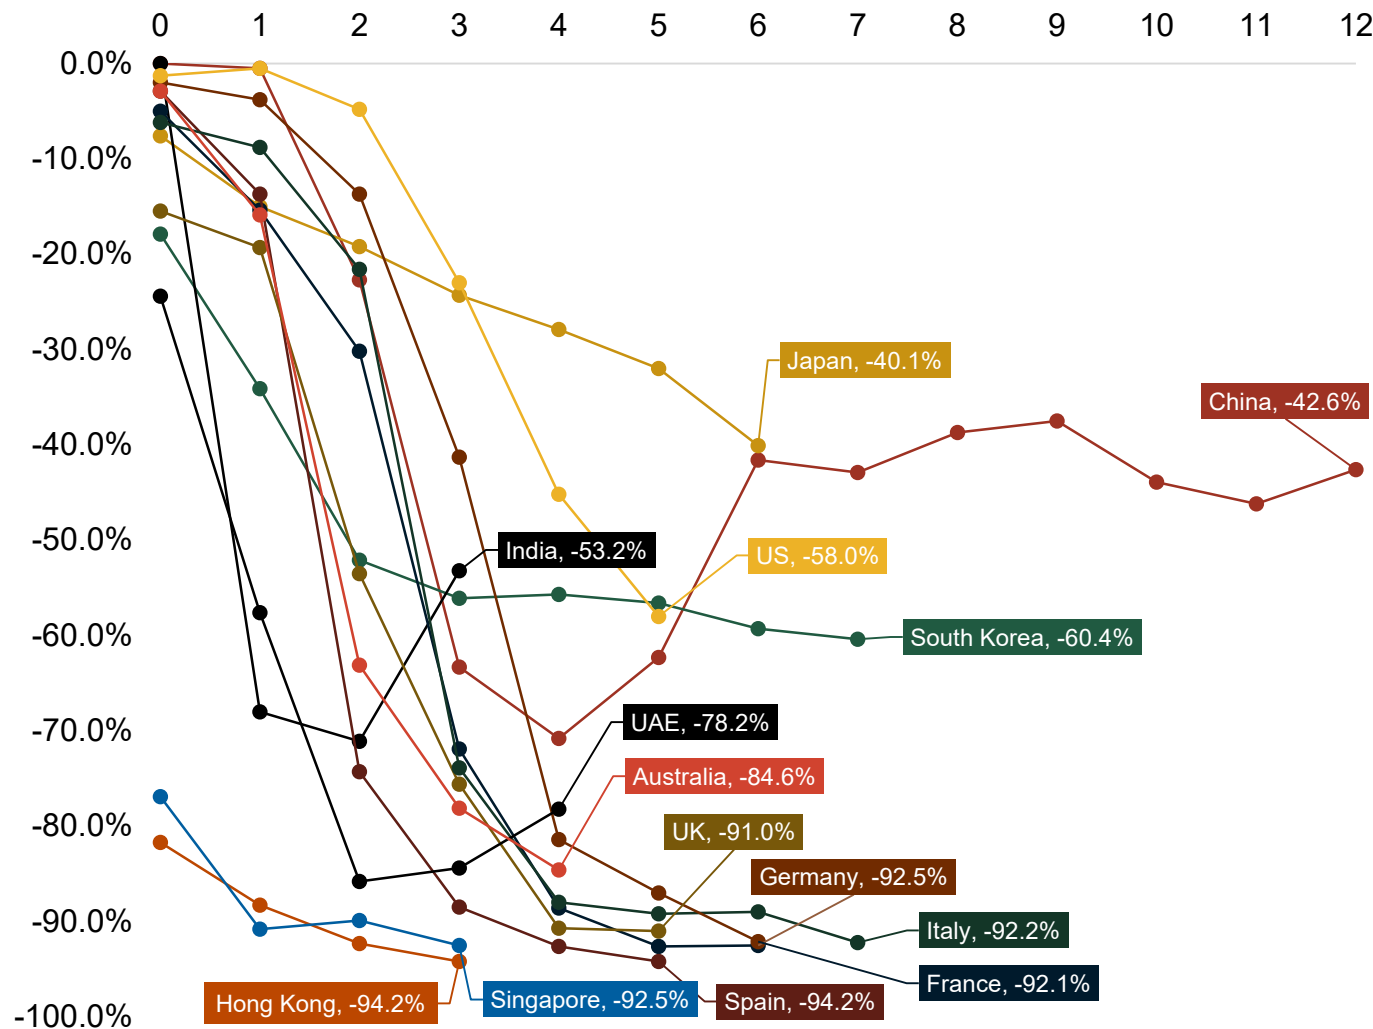 0 1 2 3 4 5 6 7 8 9 10 11 12
0.0%
-10.0%
-20.0%
-30.0%
Japan, -40.1%
China, -42.6%
-40.0%
-50.0%
India, -53.2%
US, -58.0%
-60.0%
South Korea, -60.4%
-70.0%
UAE, -78.2%
Australia, -84.6%
-80.0%
UK, -91.0%
Germany, -92.5%
-90.0%
Italy, -92.2%
France, -92.1%
Hong Kong, -94.2%
Singapore, -92.5%
Spain, -94.2%
-100.0%